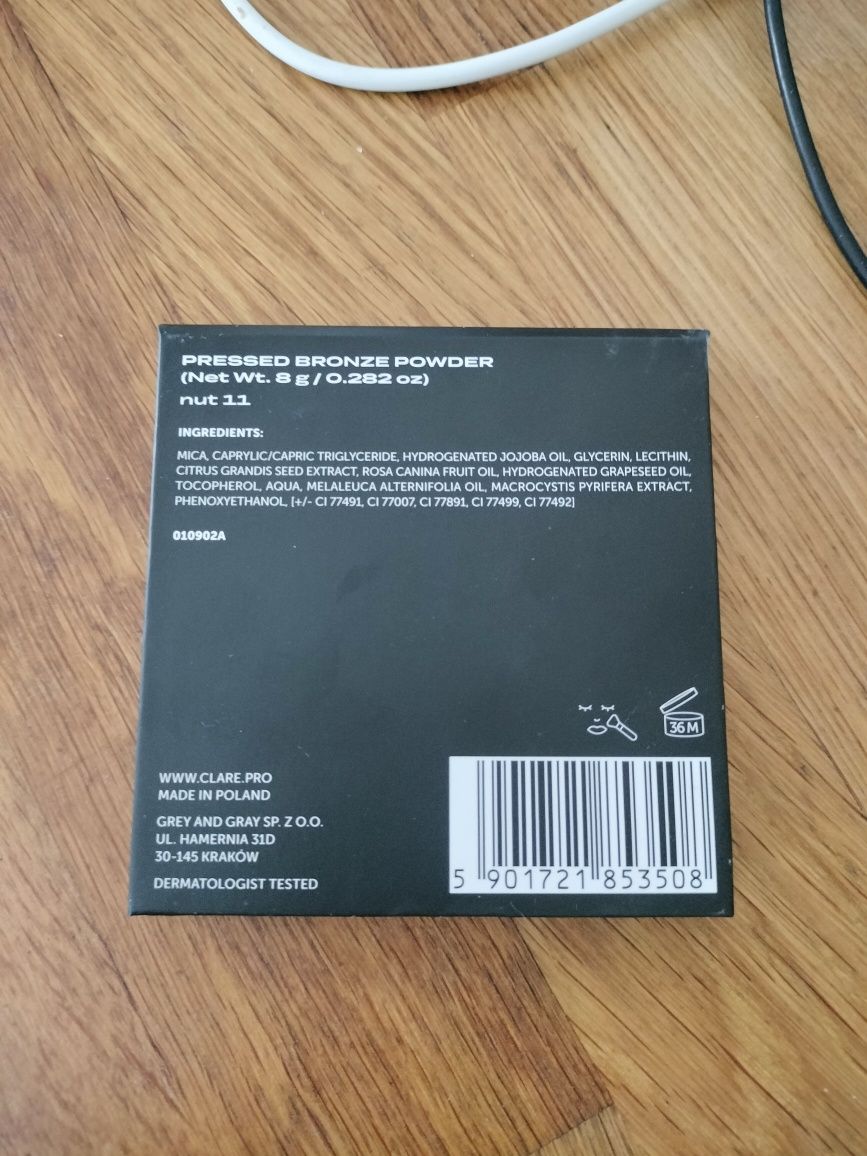 PRESSED BRONZE POWDER
(Net Wt. 8 g / 0.282 oz)
nut 11
INGREDIENTS:
MICA, CAPRYLIC/CAPRIC TRIGLYCERIDE, HYDROGENATED JOJOBA OIL, GLYCERIN, LECITHIN,
CITRUS GRANDIS SEED EXTRACT, ROSA CANINA FRUIT OIL, HYDROGENATED GRAPESEED OIL,
TOCOPHEROL, AQUA, MELALEUCA ALTERNIFOLIA OIL, MACROCYSTIS PYRIFERA EXTRACT,
PHENOXYETHANOL, [+/- CI 77491, CI 77007, CI 77891, CI 77499, CI 77492]
010902A
36M
WWW.CLARE.PRO
MADE IN POLAND
GREY AND GRAY SP. Z O.O.
UL. HAMERNIA 31D
30-145 KRAKÓW
DERMATOLOGIST TESTED
5 901721 853508